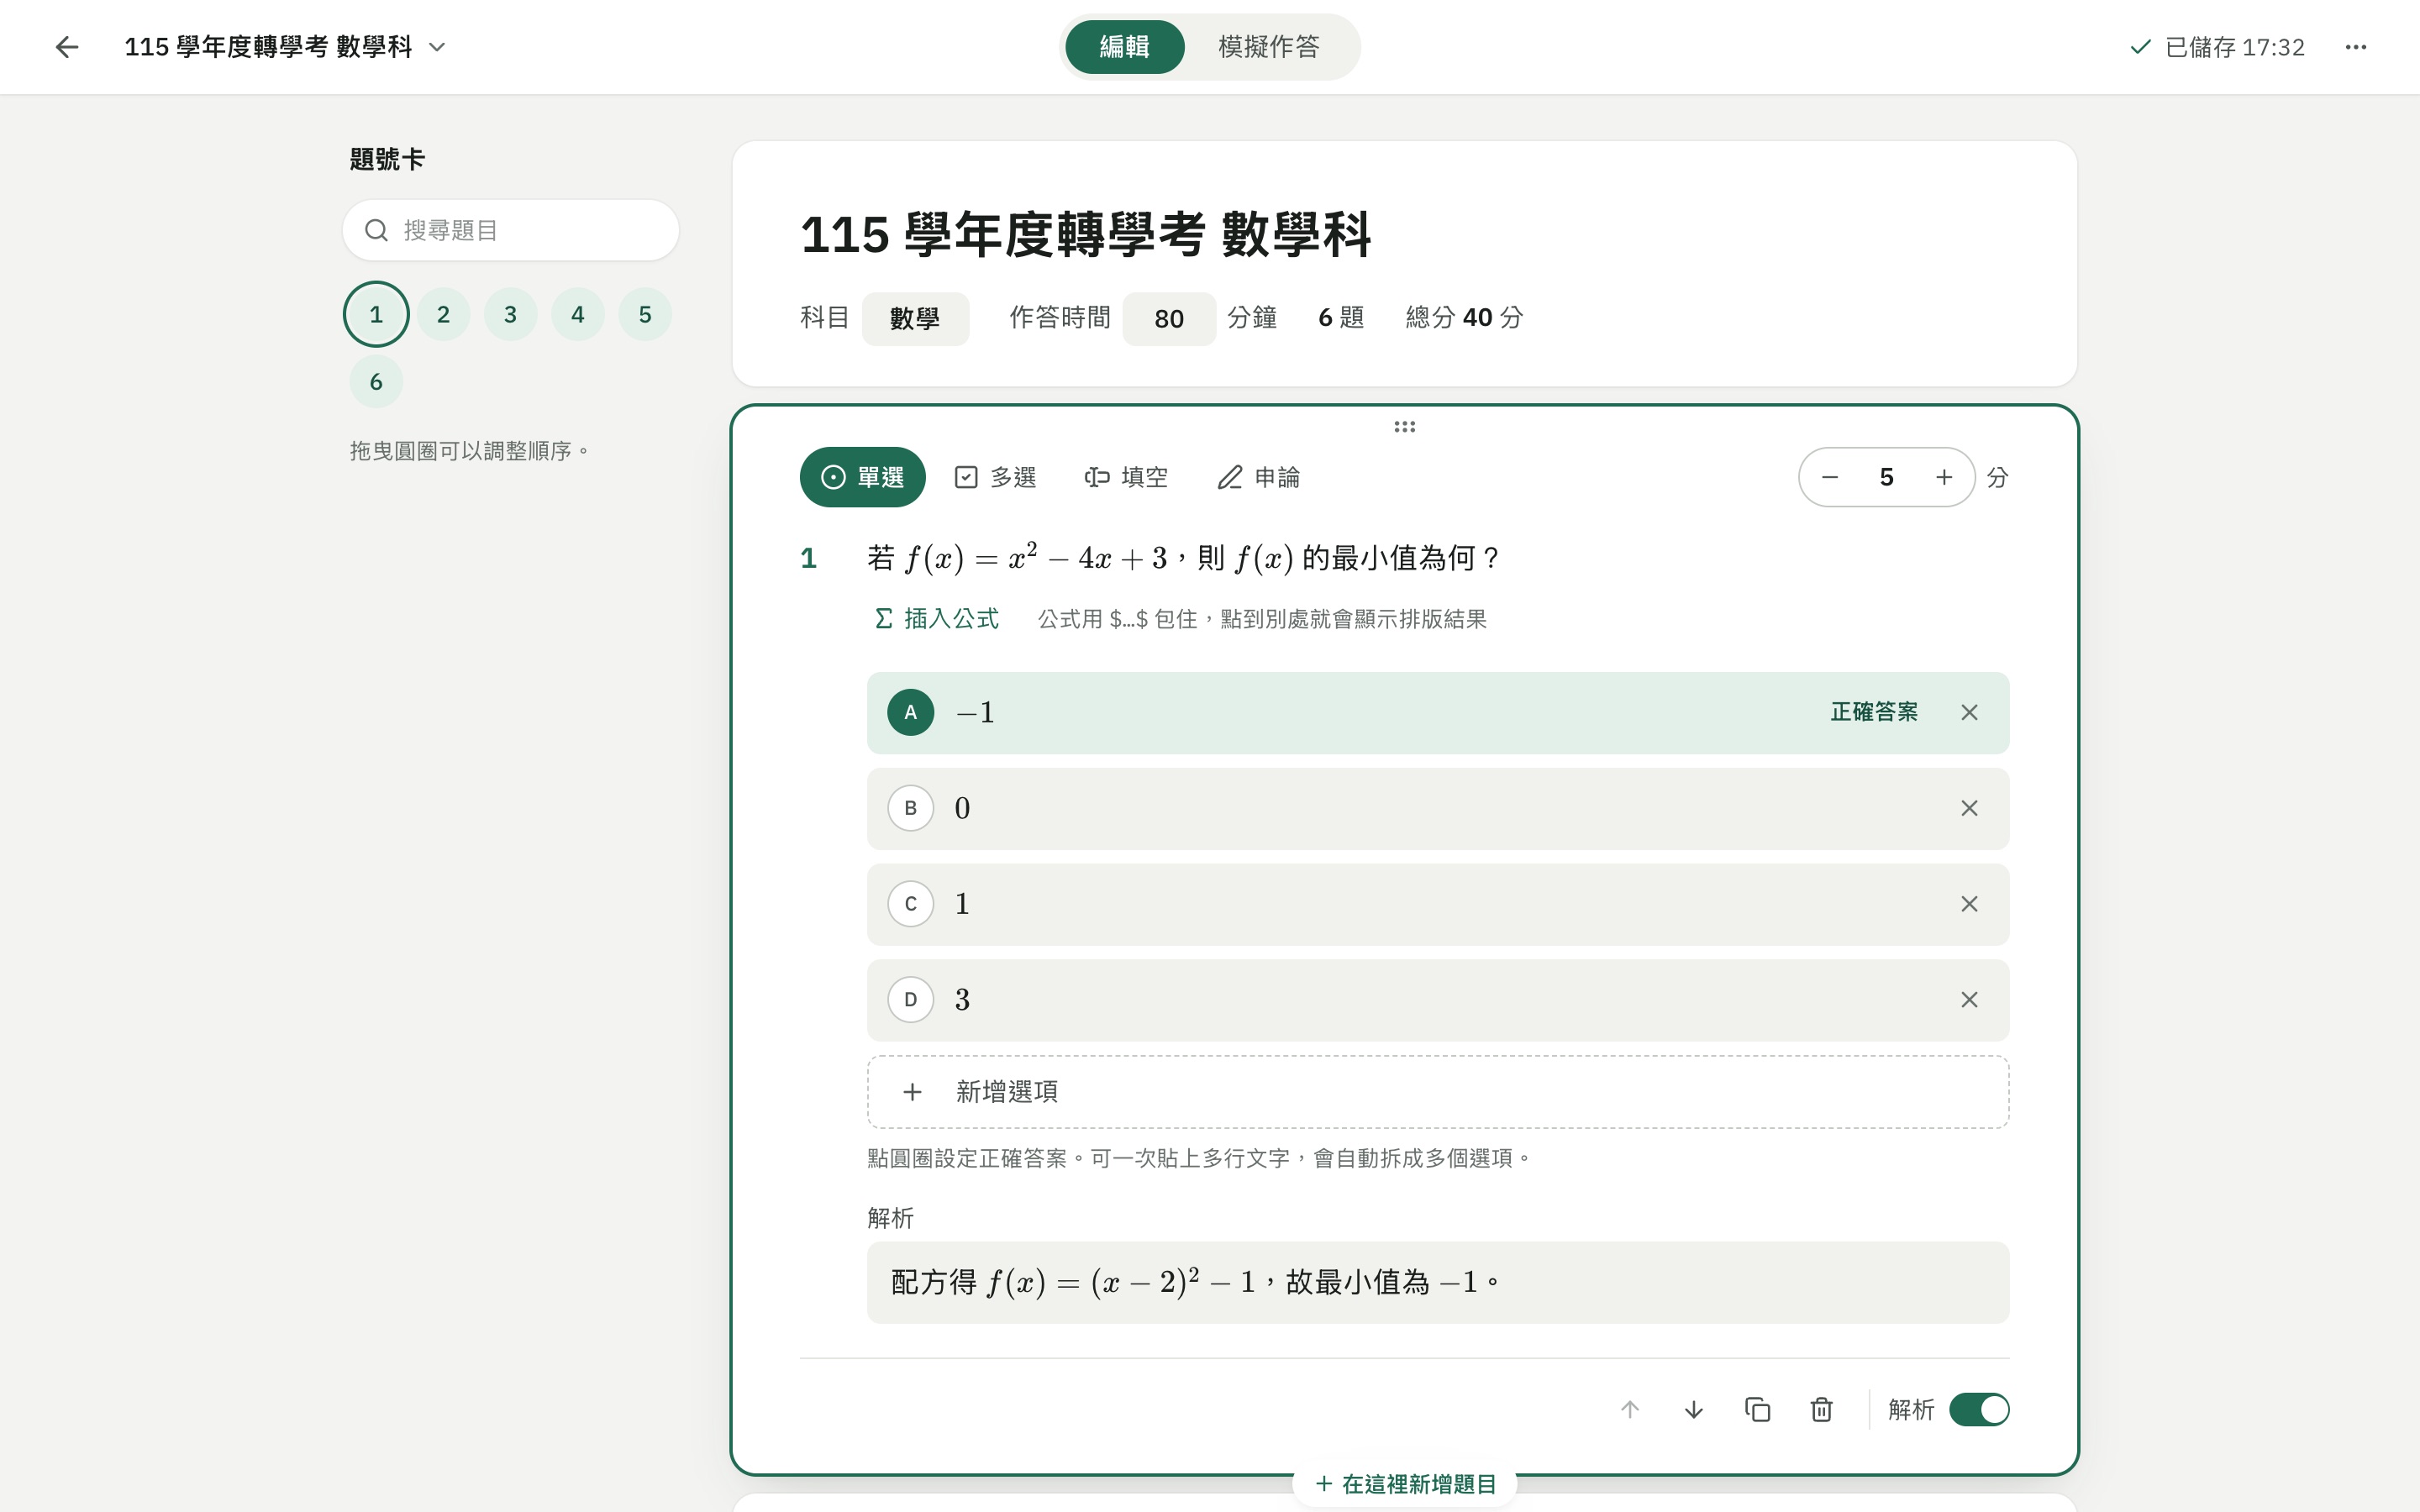 115 學年度轉學考 數學科
編輯 模擬作答
已儲存 17:32
題號卡
搜尋題目
1 2 3 4 5
6
拖曳圓圈可以調整順序。
115 學年度轉學考 數學科
科目 數學 作答時間 80 分鐘 6 題 總分 40 分
單選 多選 填空 申論 5 分
1 若 f(x) = x² − 4x + 3，則 f(x) 的最小值為何？
Σ 插入公式 公式用 $...$ 包住，點到別處就會顯示排版結果
A −1 正確答案
B 0
C 1
D 3
新增選項
點圓圈設定正確答案。可一次貼上多行文字，會自動拆成多個選項。
解析
配方得 f(x) = (x − 2)² − 1，故最小值為 −1。
解析
+ 在這裡新增題目